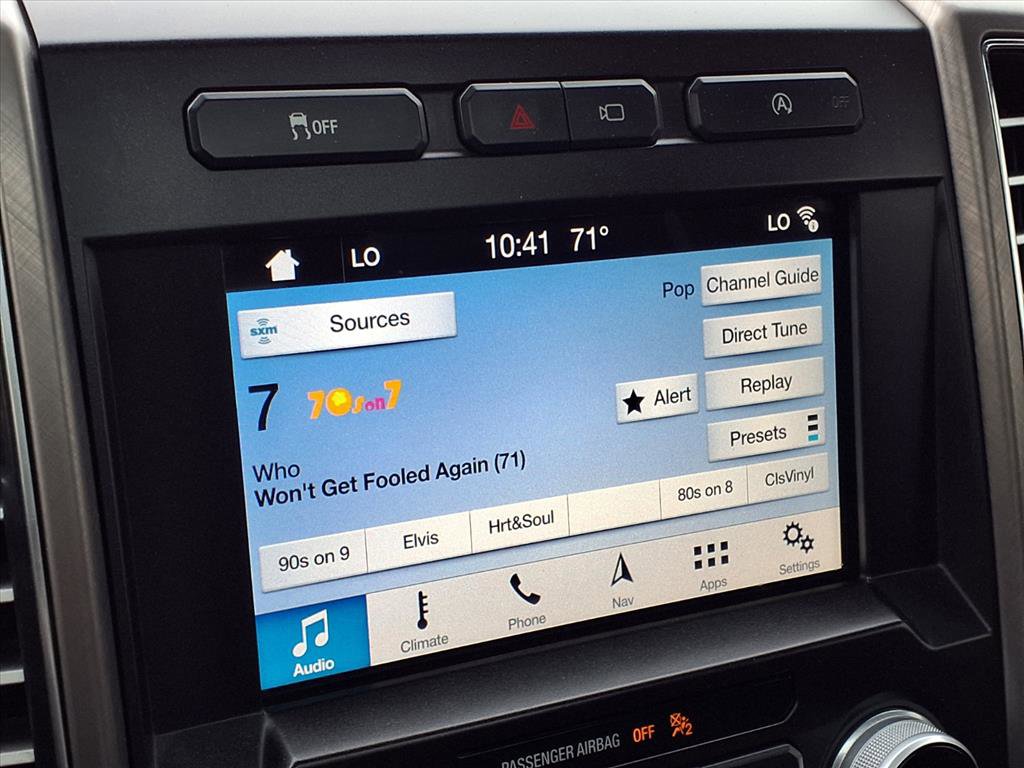 OFF
A OFF
LO 10:41 71° LO
sxm Sources
Pop Channel Guide
Direct Tune
7 70s on 7
Alert Replay
Presets
Who
Won't Get Fooled Again (71)
90s on 9 Elvis Hrt&Soul 80s on 8 ClsVinyl
Audio Climate Phone Nav Apps Settings
PASSENGER AIRBAG OFF 2